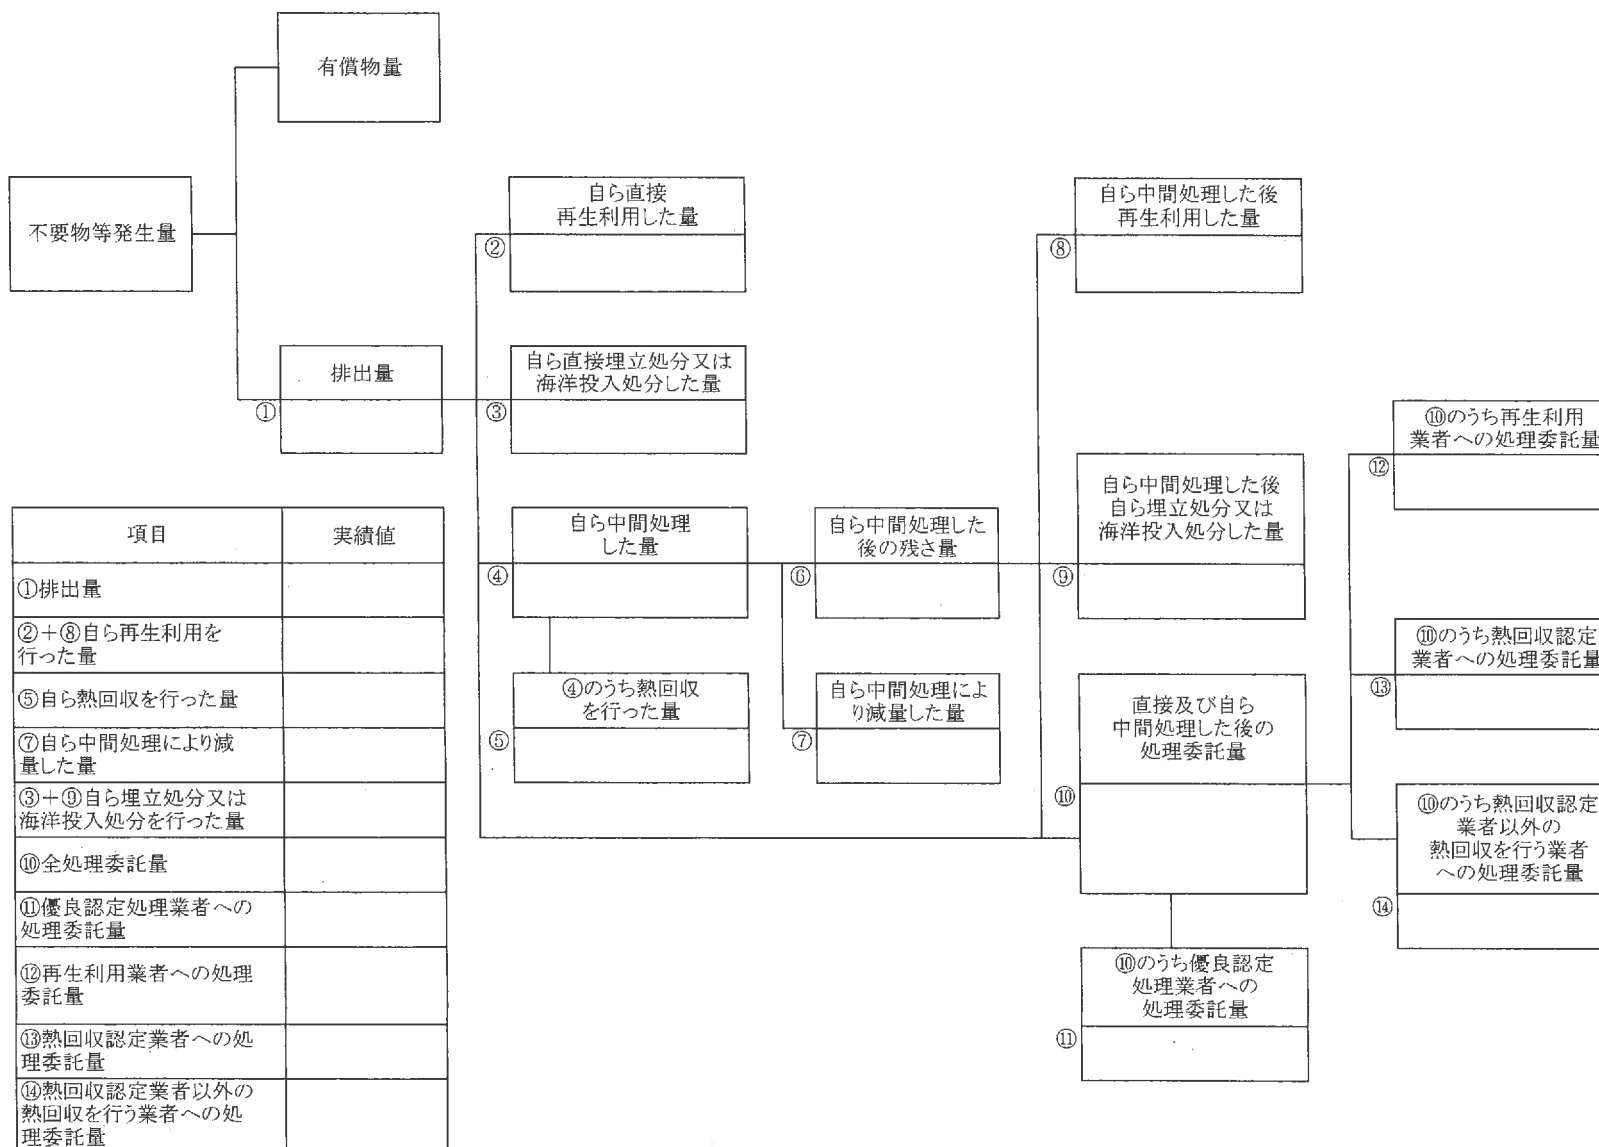 有償物量
不要物等発生量
自ら直接
再生利用した量
②
自ら中間処理した後
再生利用した量
⑧
排出量
①
自ら直接埋立処分又は
海洋投入処分した量
③
⑩のうち再生利用
業者への処理委託量
⑫
自ら中間処理
した量
④
自ら中間処理した
後の残さ量
⑥
自ら中間処理した後
自ら埋立処分又は
海洋投入処分した量
⑨
⑩のうち熱回収認定
業者への処理委託量
⑬
④のうち熱回収
を行った量
⑤
自ら中間処理によ
り減量した量
⑦
直接及び自ら
中間処理した後の
処理委託量
⑩
⑩のうち熱回収認定
業者以外の
熱回収を行う業者
への処理委託量
⑭
⑩のうち優良認定
処理業者への
処理委託量
⑪
項目 実績値
①排出量
②+⑧自ら再生利用を
行った量
⑤自ら熱回収を行った量
⑦自ら中間処理により減
量した量
③+⑨自ら埋立処分又は
海洋投入処分を行った量
⑩全処理委託量
⑪優良認定処理業者への
処理委託量
⑫再生利用業者への処理
委託量
⑬熱回収認定業者への処
理委託量
⑭熱回収認定業者以外の
熱回収を行う業者への処
理委託量